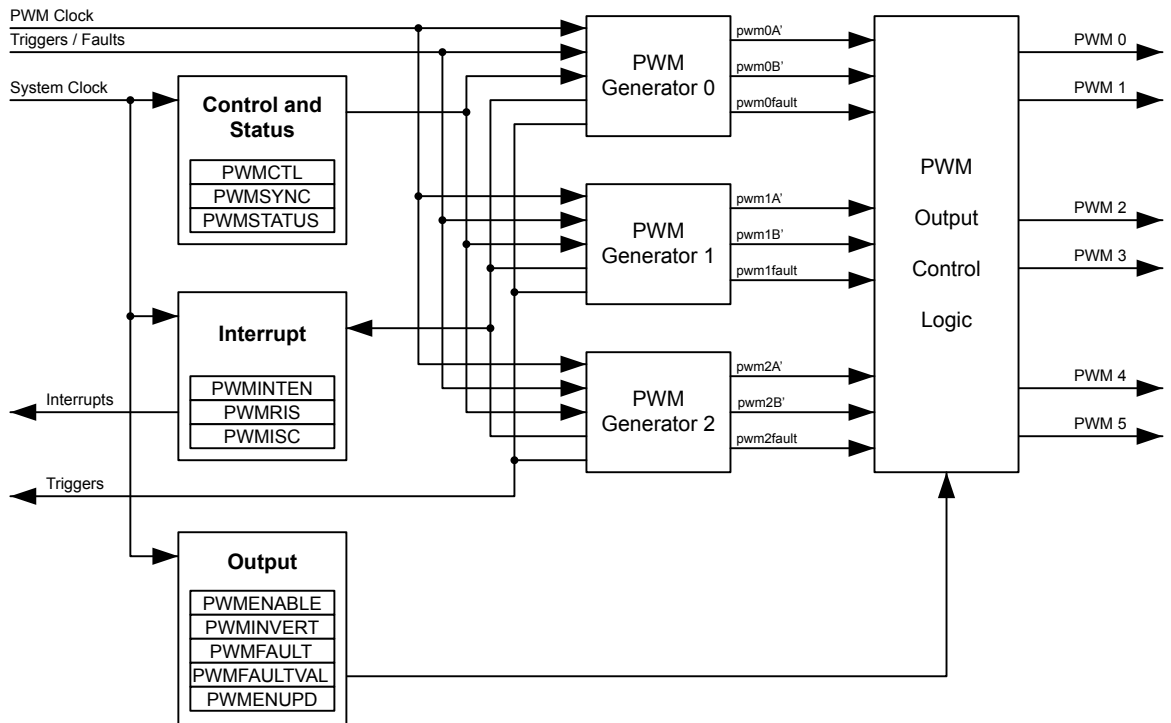 PWM Clock
Triggers / Faults
System Clock
Control and
Status
PWMCTL
PWMSYNC
PWMSTATUS
Interrupt
PWMINTEN
PWMRIS
PWMISC
Interrupts
Triggers
Output
PWMENABLE
PWMINVERT
PWMFAULT
PWMFAULTVAL
PWMENUPD
PWM
Generator 0
pwm0A'
pwm0B'
pwm0fault
PWM
Generator 1
pwm1A'
pwm1B'
pwm1fault
PWM
Generator 2
pwm2A'
pwm2B'
pwm2fault
PWM
Output
Control
Logic
PWM 0
PWM 1
PWM 2
PWM 3
PWM 4
PWM 5